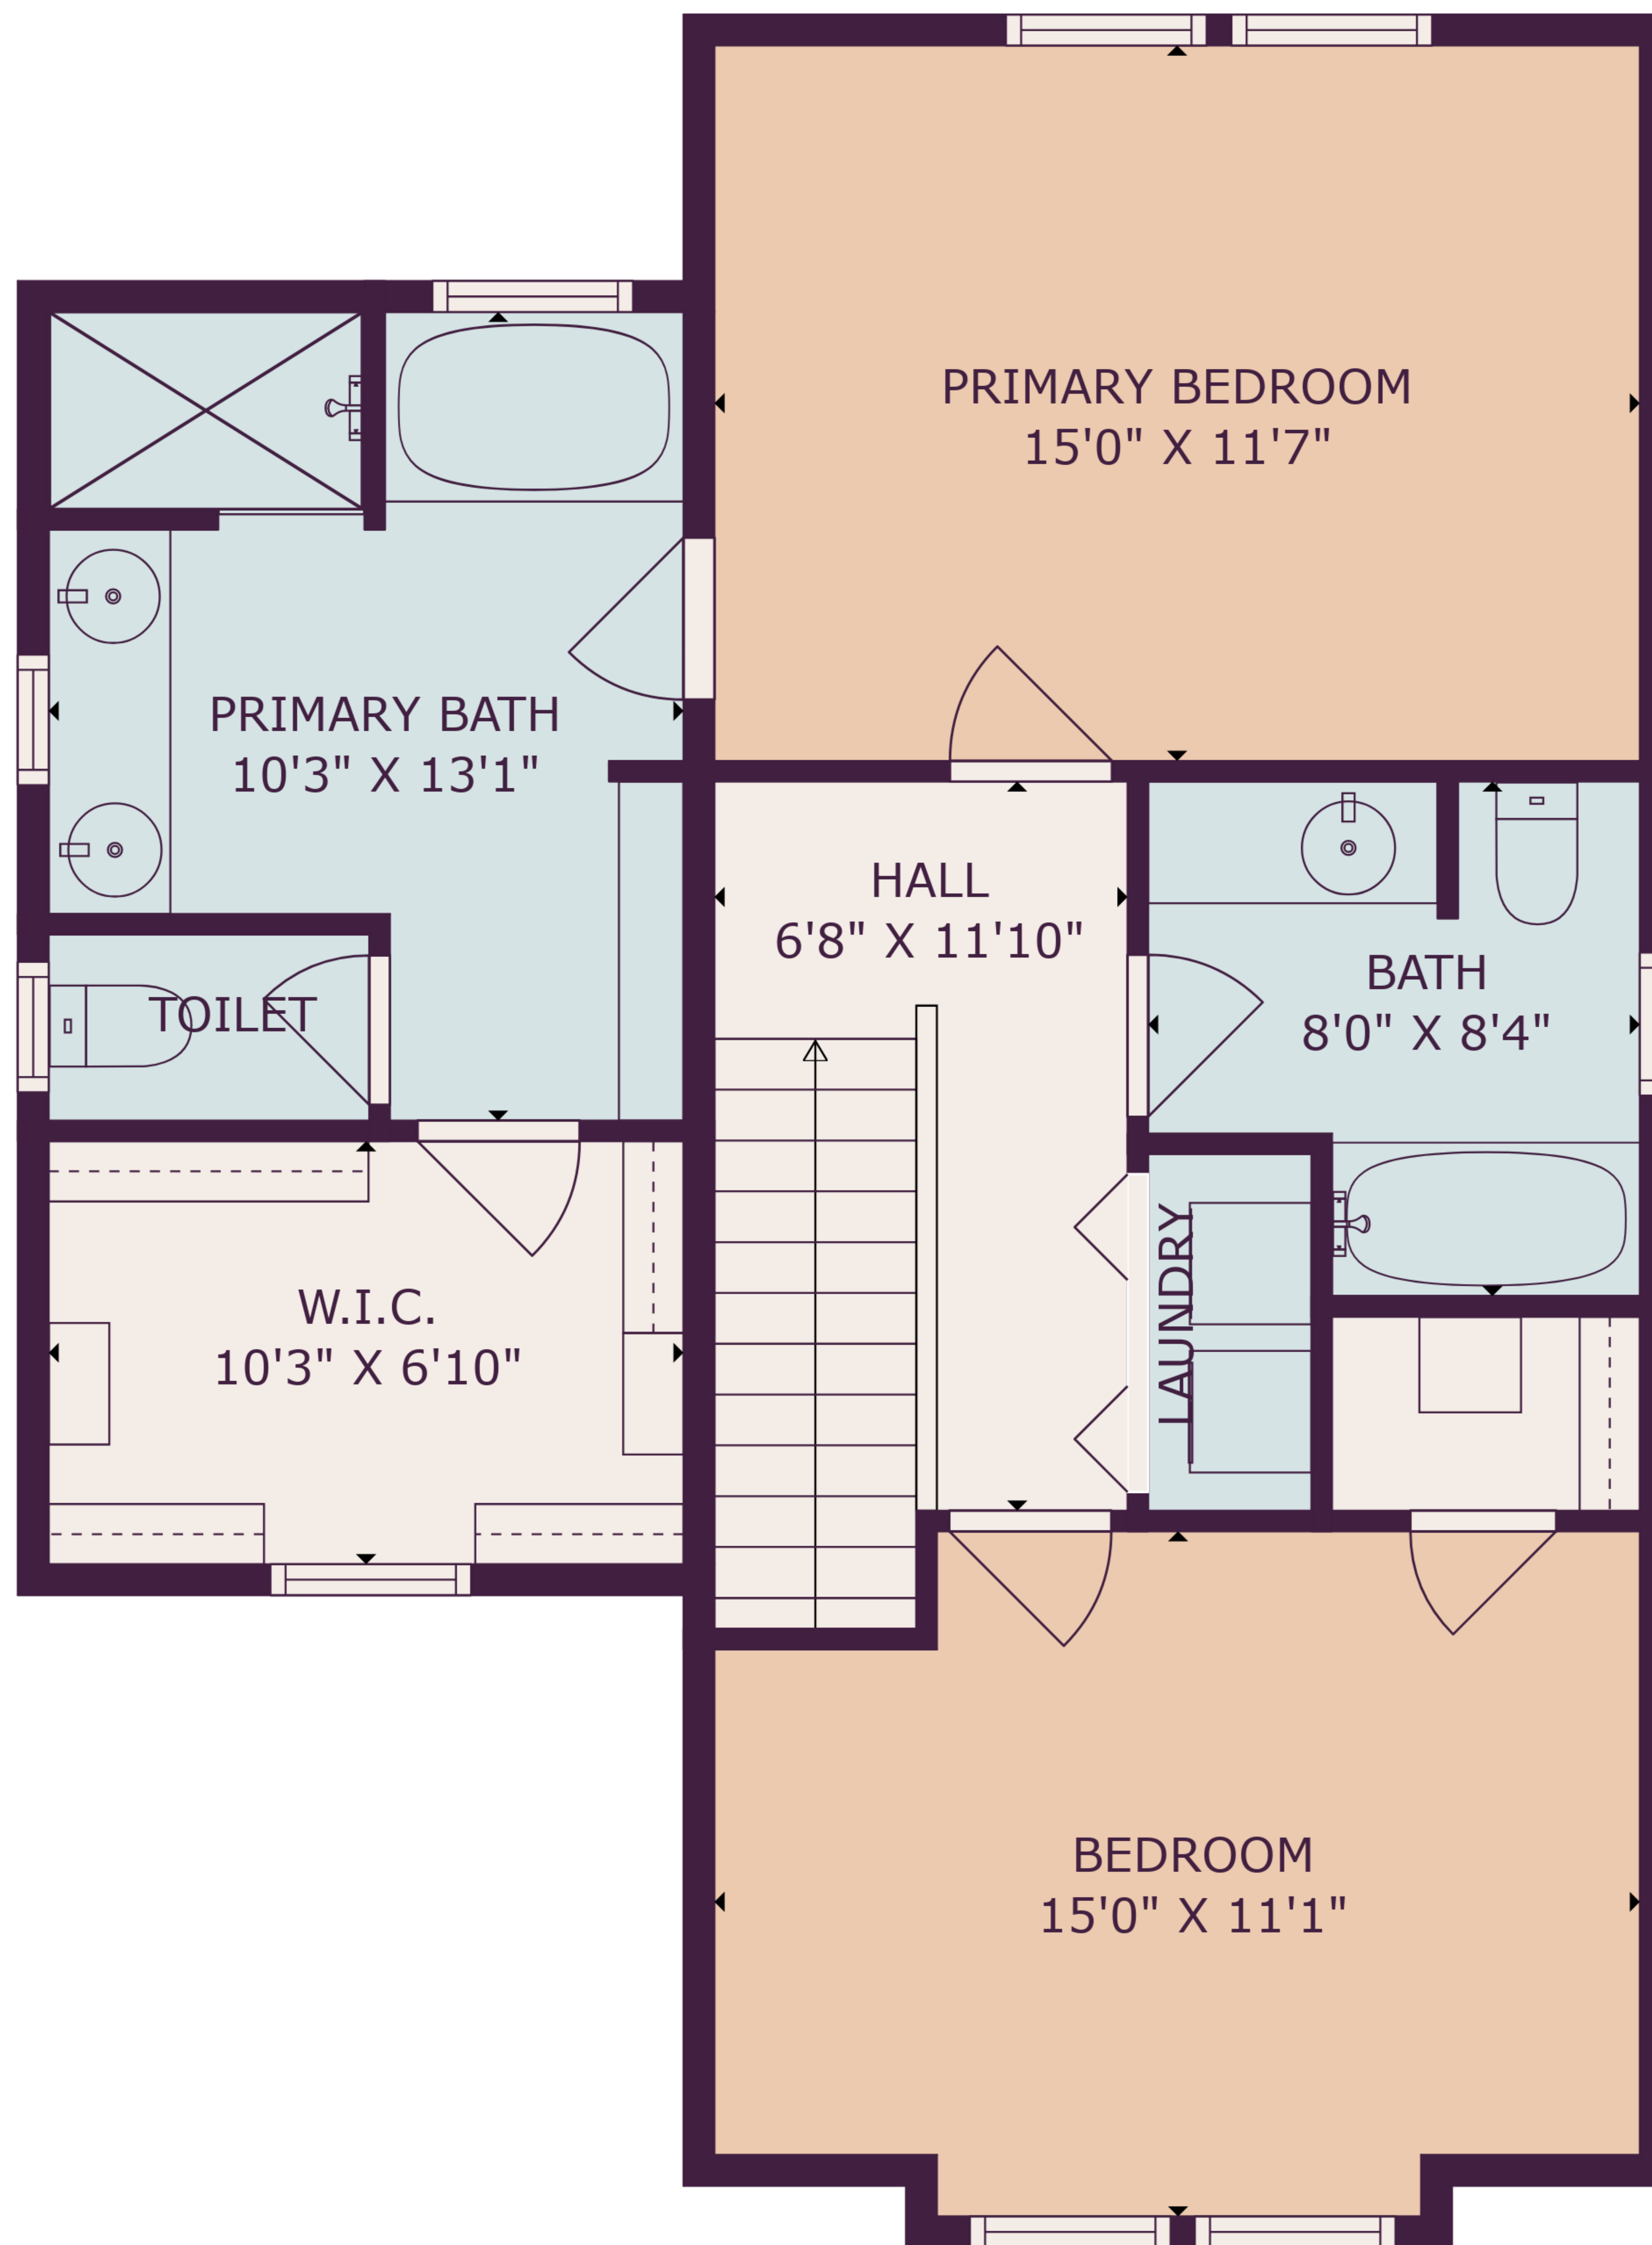 PRIMARY BEDROOM
15'0" X 11'7"
PRIMARY BATH
10'3" X 13'1"
HALL
6'8" X 11'10"
BATH
8'0" X 8'4"
TOILET
W.I.C.
10'3" X 6'10"
LAUNDRY
BEDROOM
15'0" X 11'1"